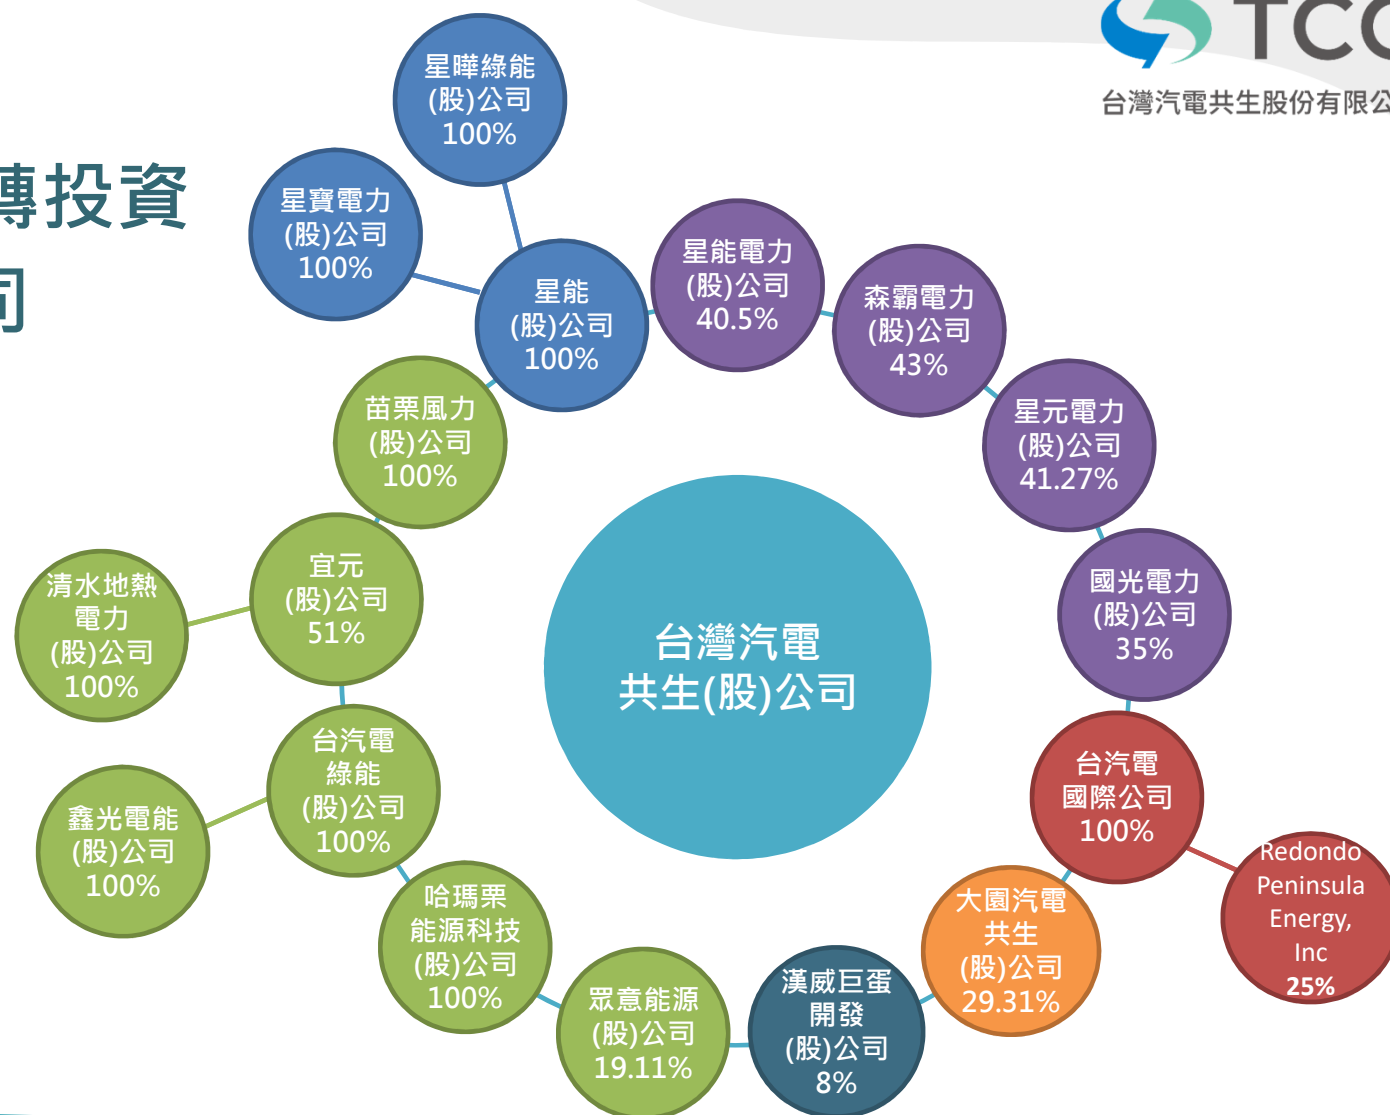 TCC
台灣汽電共生股份有限公
轉投資
司
星曄綠能
(股)公司
100%
星寶電力
(股)公司
100%
星能
(股)公司
100%
星能電力
(股)公司
40.5%
森霸電力
(股)公司
43%
星元電力
(股)公司
41.27%
國光電力
(股)公司
35%
台汽電
國際公司
100%
Redondo
Peninsula
Energy,
Inc
25%
大園汽電
共生
(股)公司
29.31%
漢威巨蛋
開發
(股)公司
8%
眾意能源
(股)公司
19.11%
哈瑪栗
能源科技
(股)公司
100%
台汽電
綠能
(股)公司
100%
鑫光電能
(股)公司
100%
宜元
(股)公司
51%
清水地熱
電力
(股)公司
100%
苗栗風力
(股)公司
100%
台灣汽電
共生(股)公司